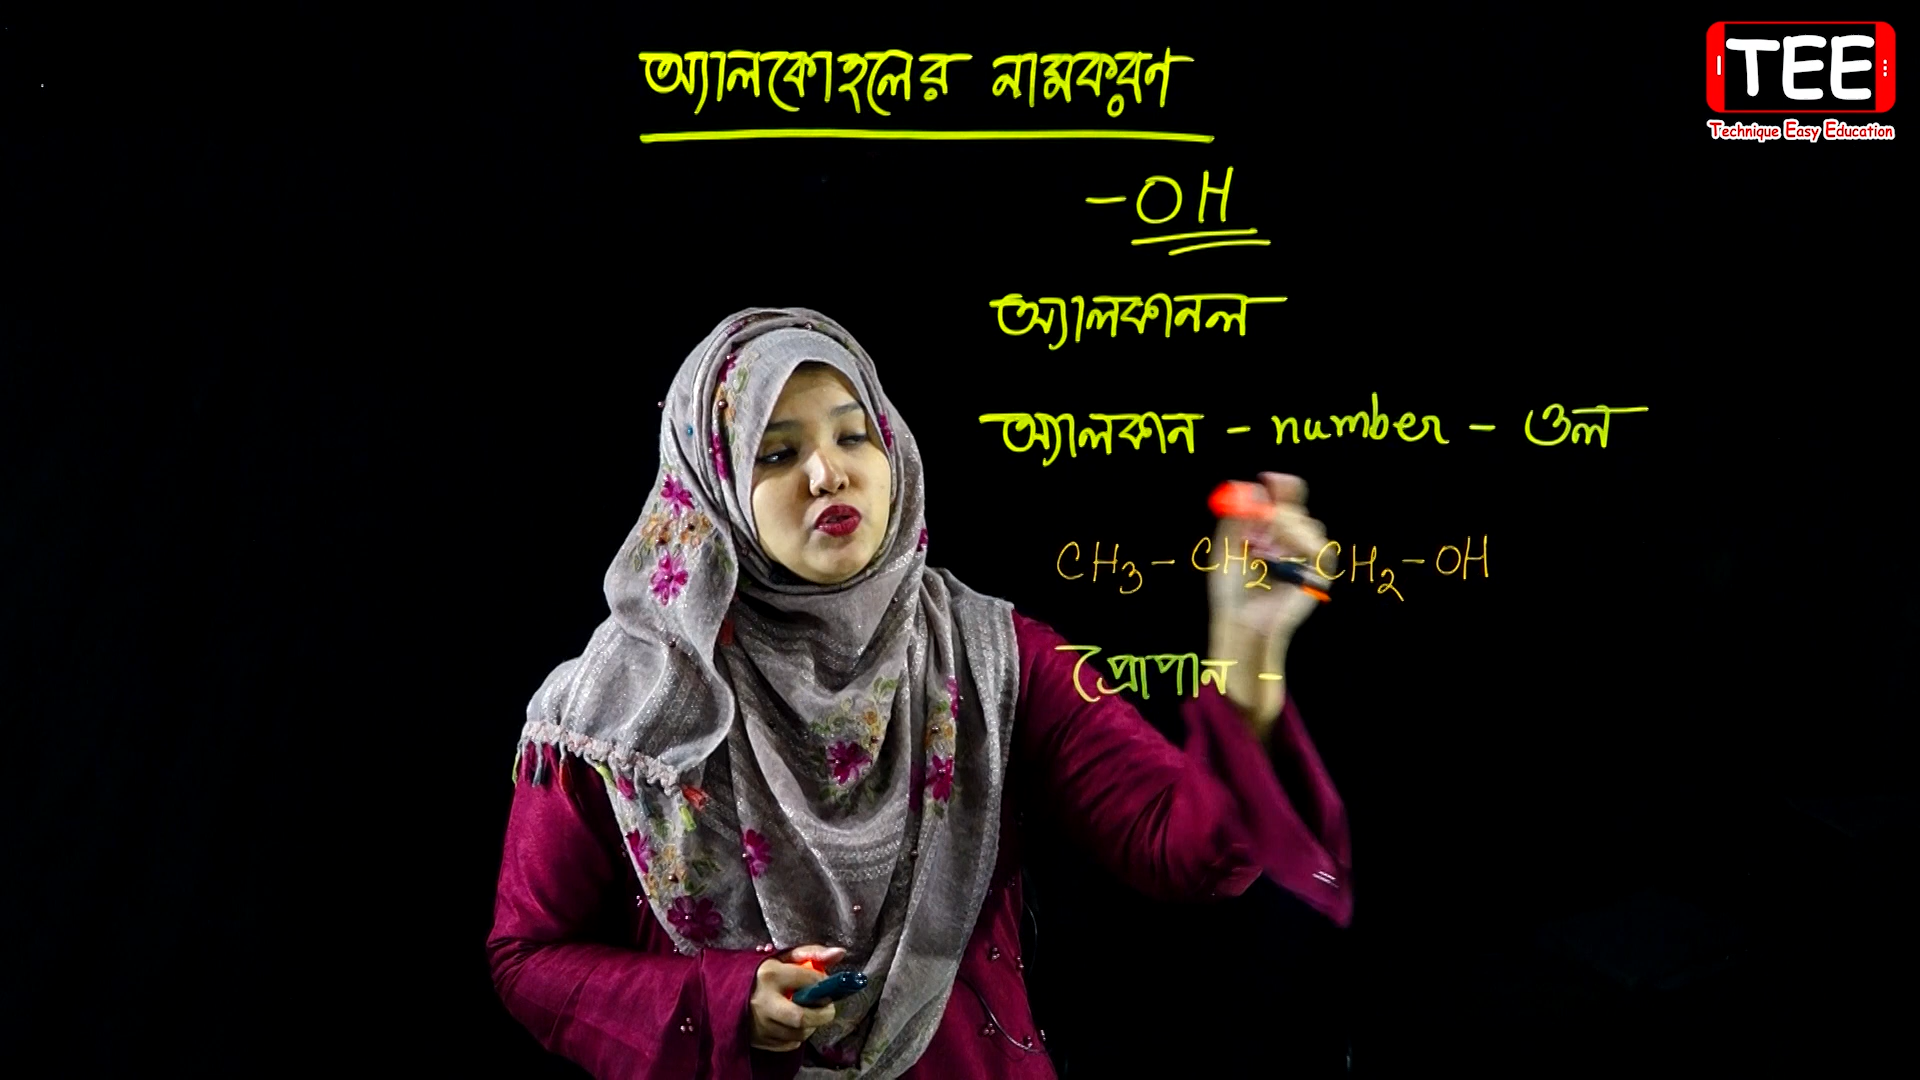 অ্যালকোহলের নামকরণ
TEE
Technique Easy Education
-OH
অ্যালকানল
অ্যালকান - number - ওল
CH3 - CH2 - CH2 - OH
প্রোপান -